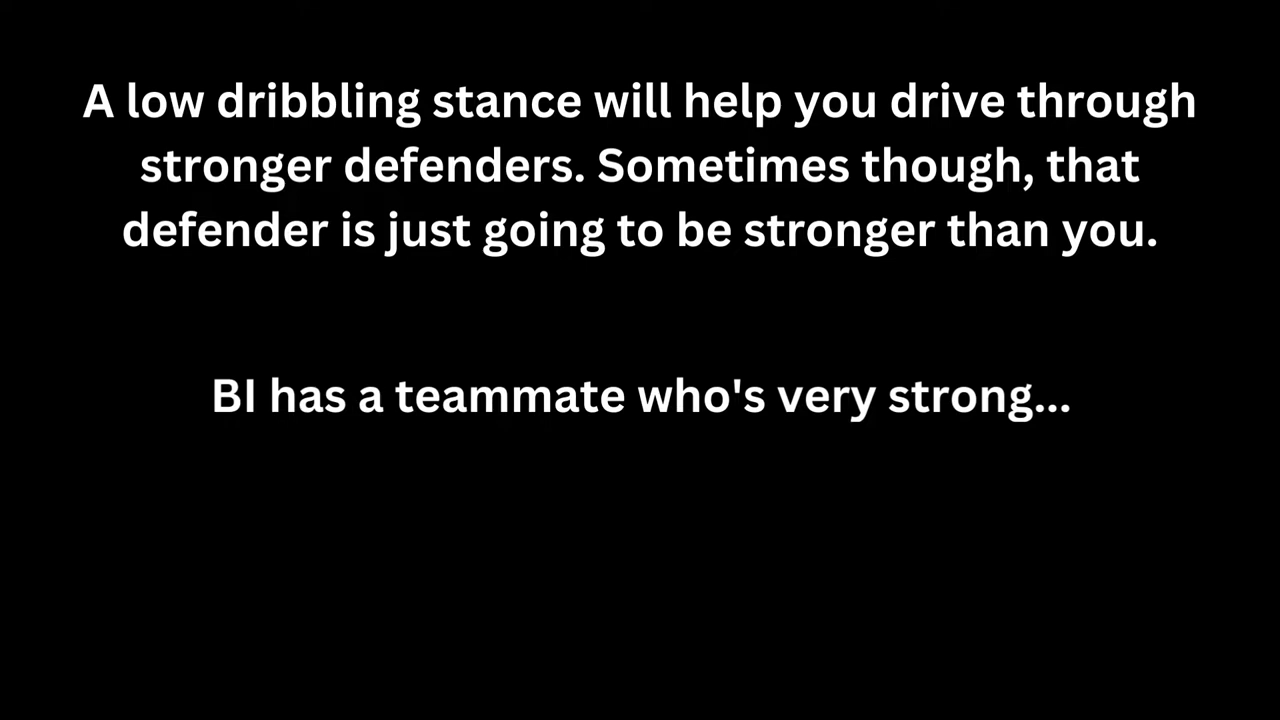 A low dribbling stance will help you drive through
stronger defenders. Sometimes though, that
defender is just going to be stronger than you.
BI has a teammate who's very strong...